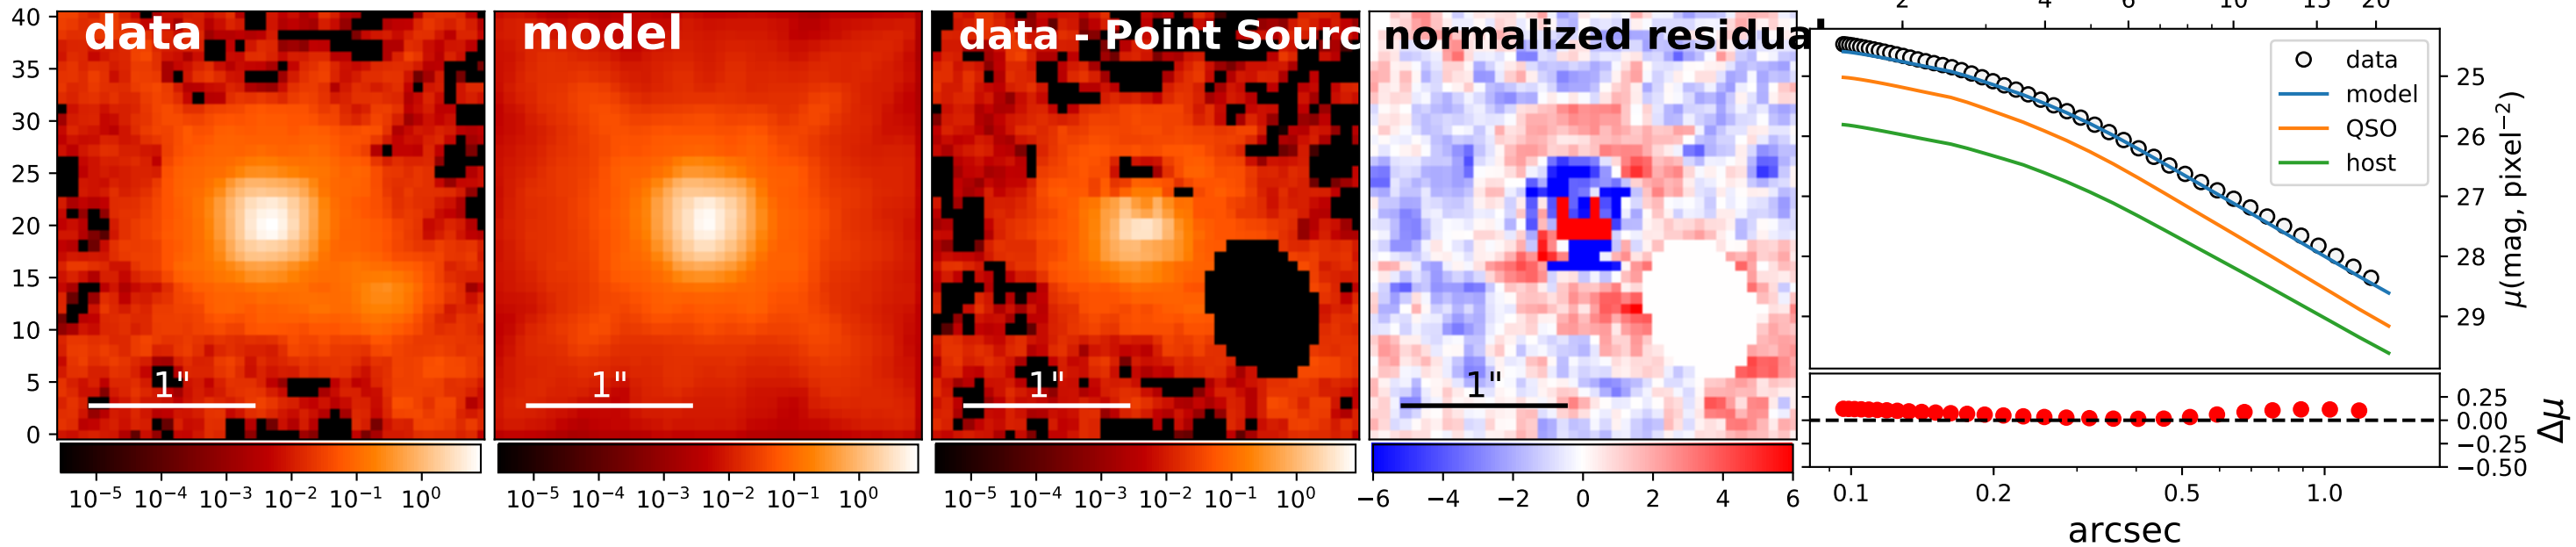 data
model
data - Point Sourc
normalized residual
40
35
30
25
20
15
10
5
0
1"
1"
1"
1"
10⁻⁵ 10⁻⁴ 10⁻³ 10⁻² 10⁻¹ 10⁰
10⁻⁵ 10⁻⁴ 10⁻³ 10⁻² 10⁻¹ 10⁰
10⁻⁵ 10⁻⁴ 10⁻³ 10⁻² 10⁻¹ 10⁰
−6 −4 −2 0 2 4 6
2 4 6 10 15 20
data
model
QSO
host
25
26
27
28
29
μ(mag, pixel⁻²)
0.25
0.00
−0.25
−0.50
Δμ
0.1 0.2 0.5 1.0
arcsec